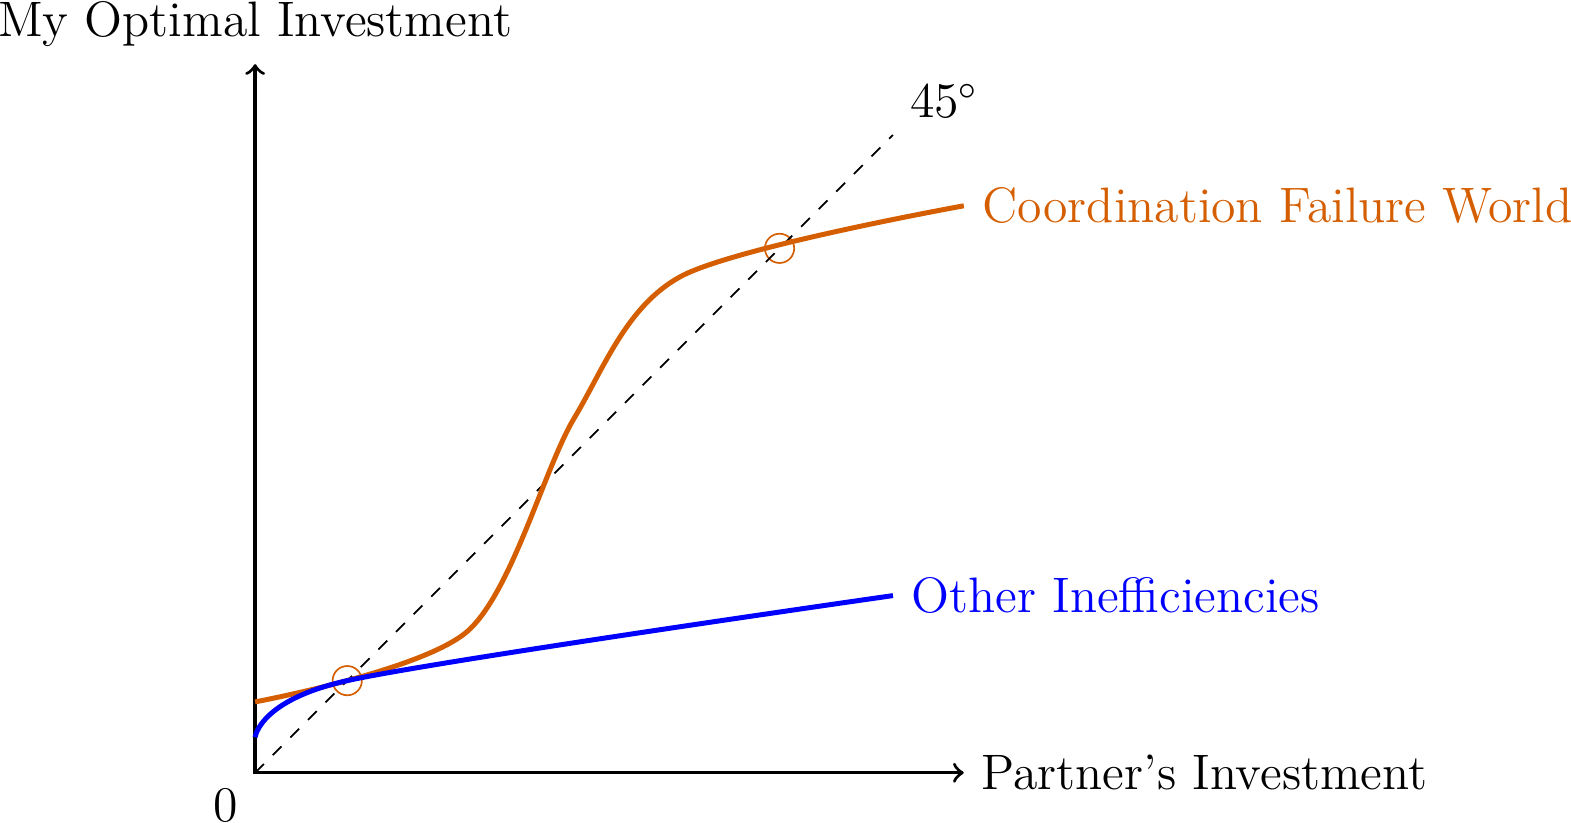 My Optimal Investment
45°
Coordination Failure World
Other Inefficiencies
Partner's Investment
0